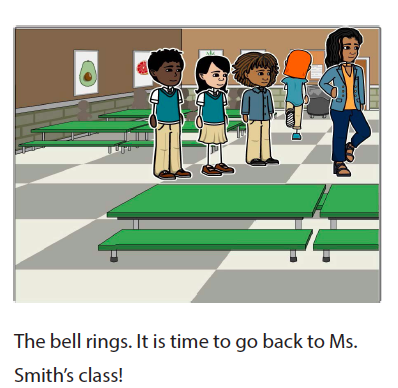 The bell rings. It is time to go back to Ms.
Smith's class!